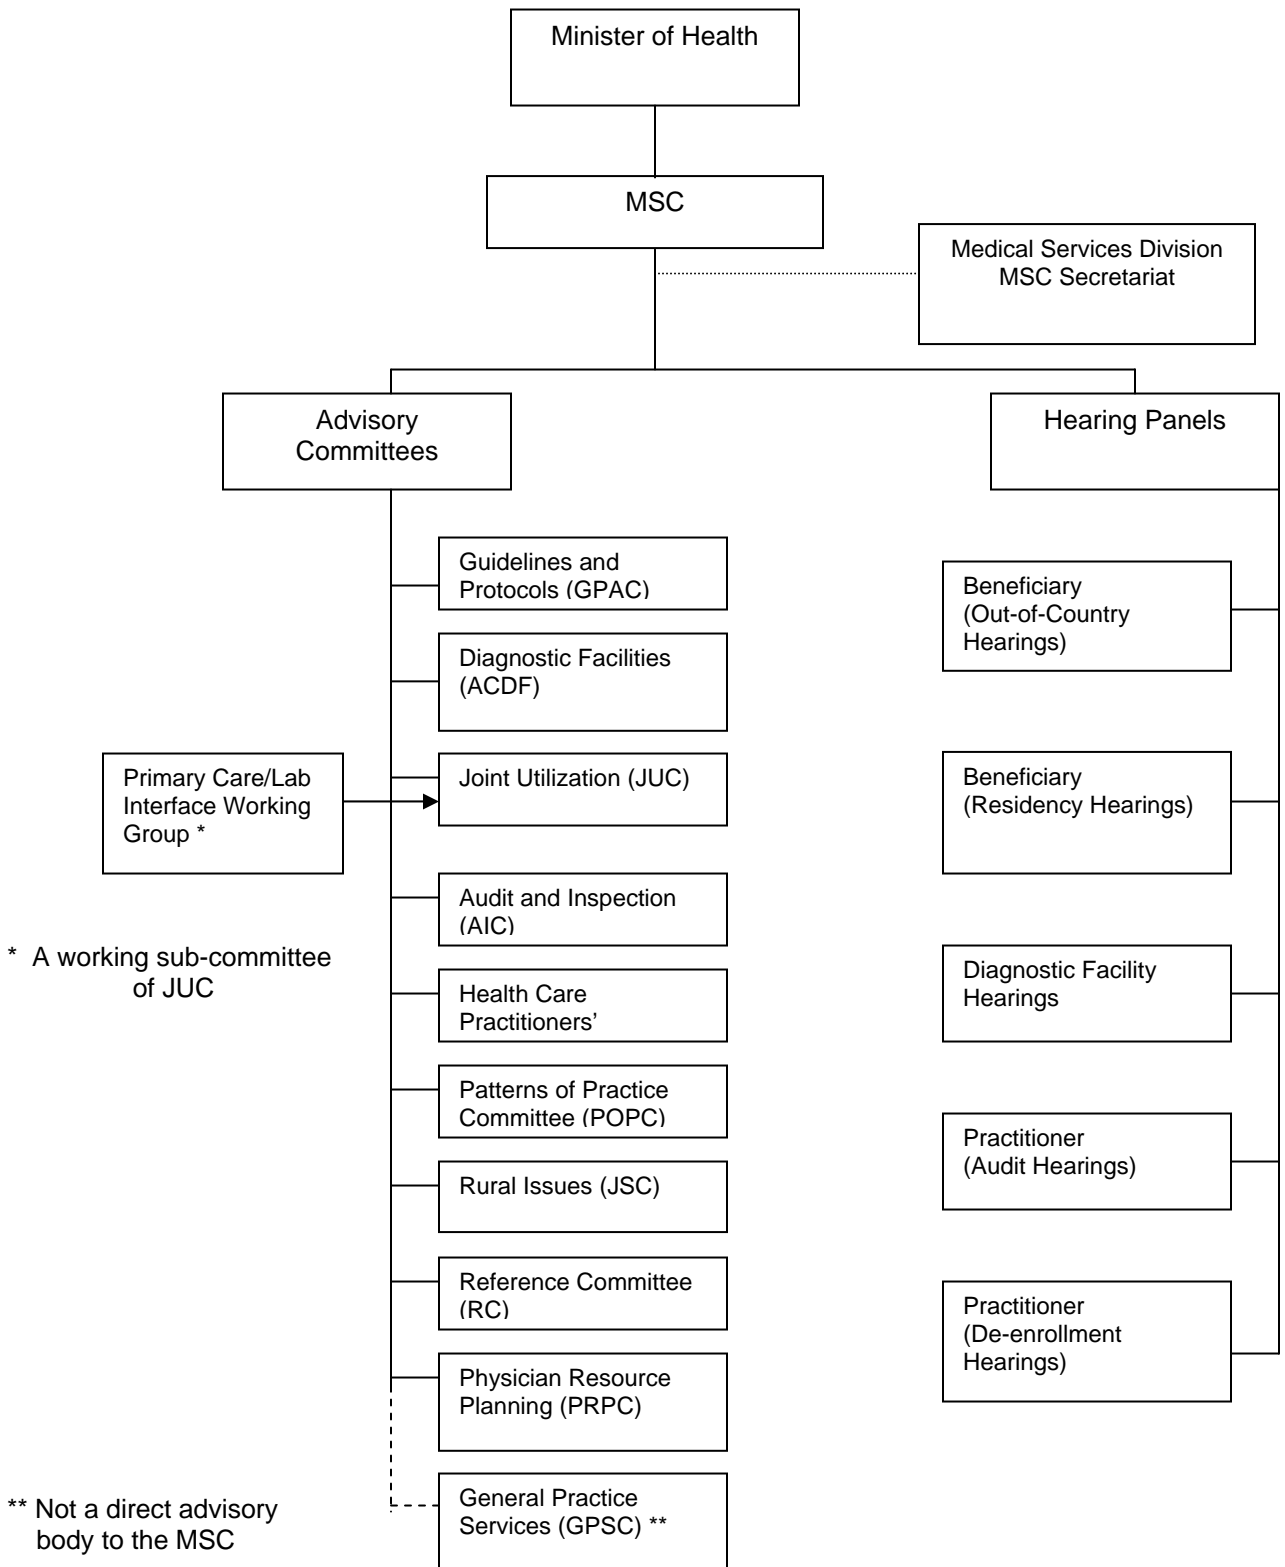 Minister of Health
MSC
Medical Services Division
MSC Secretariat
Advisory
Committees
Hearing Panels
Guidelines and
Protocols (GPAC)
Diagnostic Facilities
(ACDF)
Primary Care/Lab
Interface Working
Group *
Joint Utilization (JUC)
Audit and Inspection
(AIC)
* A working sub-committee
of JUC
Health Care
Practitioners’
Patterns of Practice
Committee (POPC)
Rural Issues (JSC)
Reference Committee
(RC)
Physician Resource
Planning (PRPC)
General Practice
Services (GPSC) **
** Not a direct advisory
body to the MSC
Beneficiary
(Out-of-Country
Hearings)
Beneficiary
(Residency Hearings)
Diagnostic Facility
Hearings
Practitioner
(Audit Hearings)
Practitioner
(De-enrollment
Hearings)